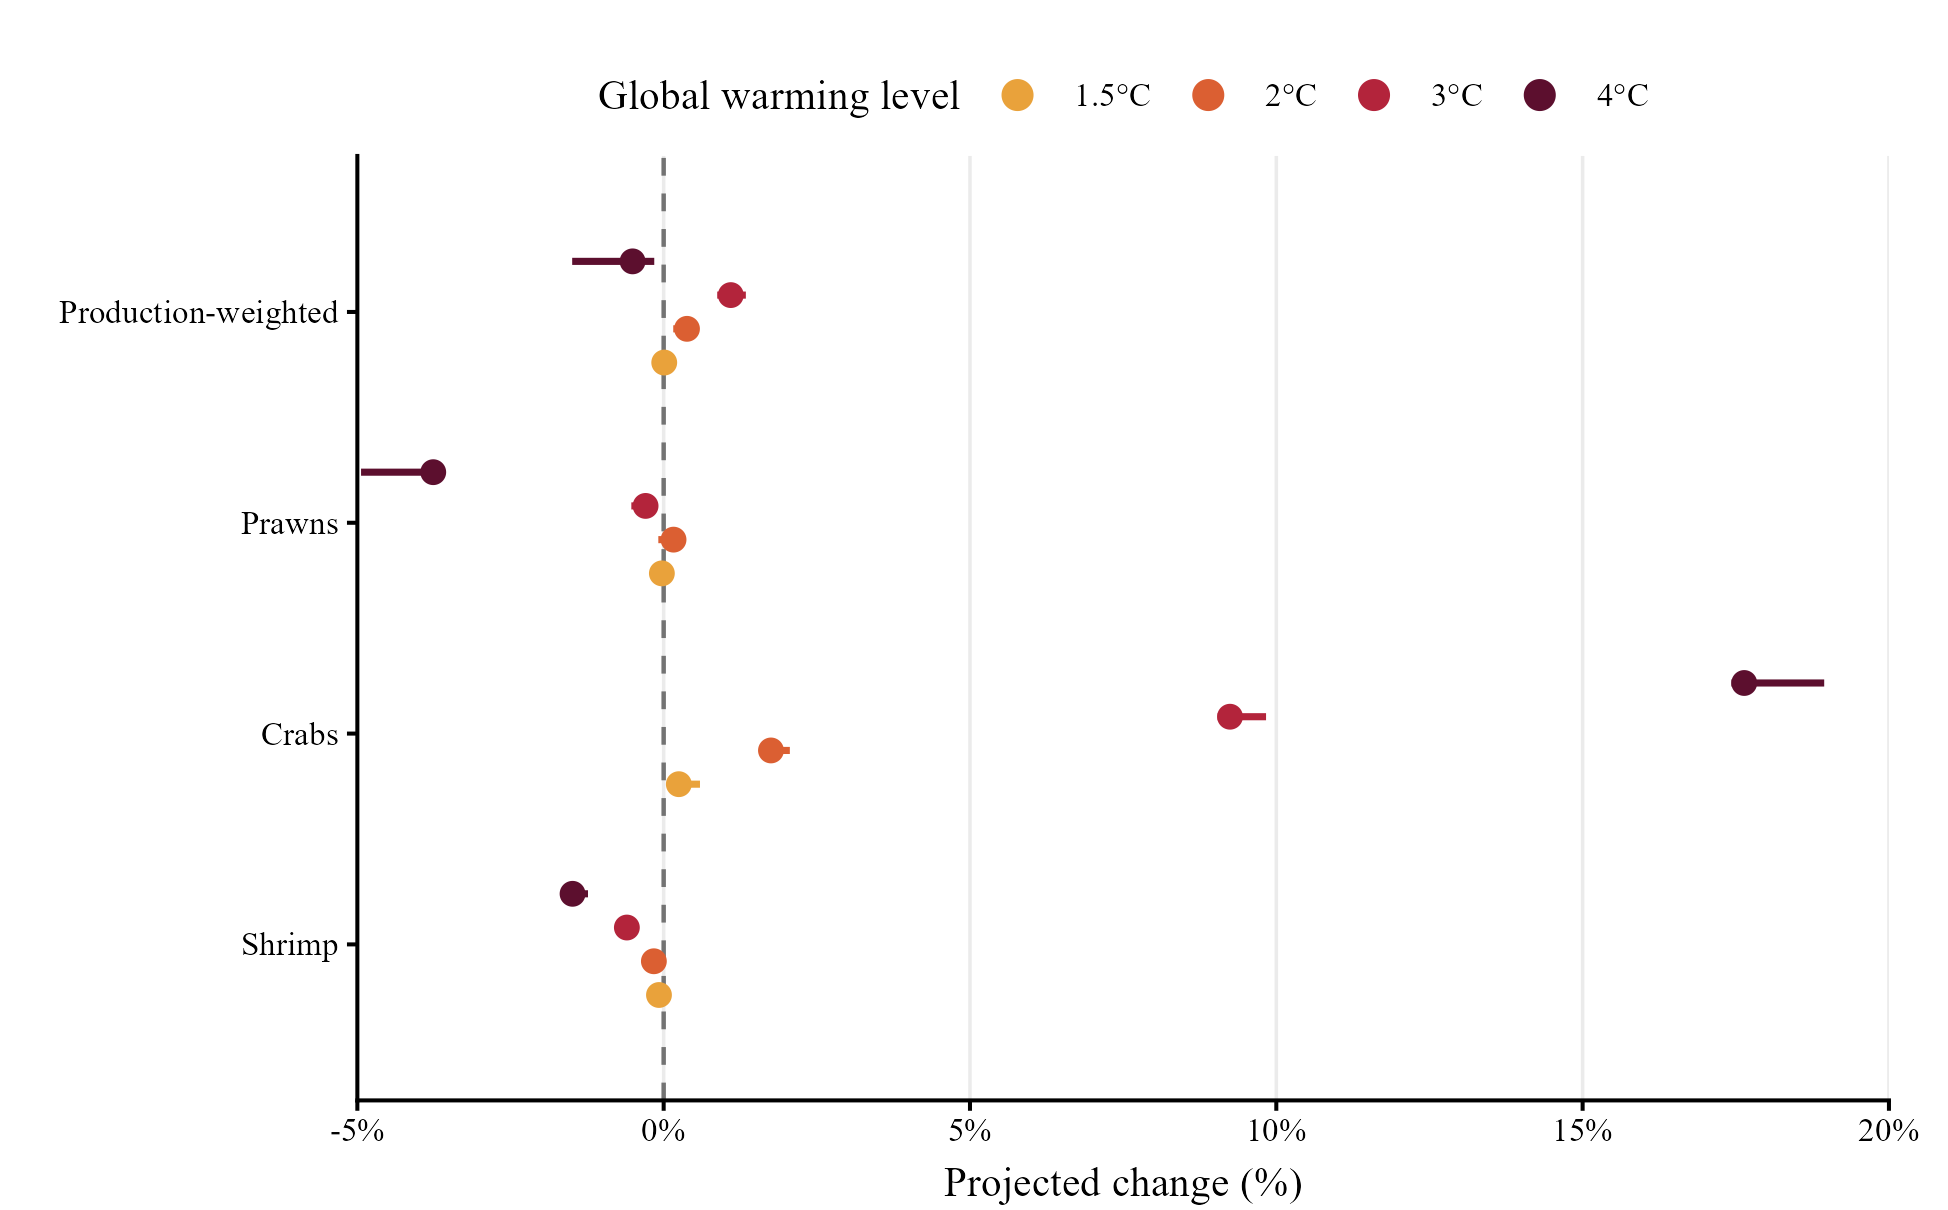 Global warming level 1.5°C 2°C 3°C 4°C
Production-weighted
Prawns
Crabs
Shrimp
-5% 0% 5% 10% 15% 20%
Projected change (%)